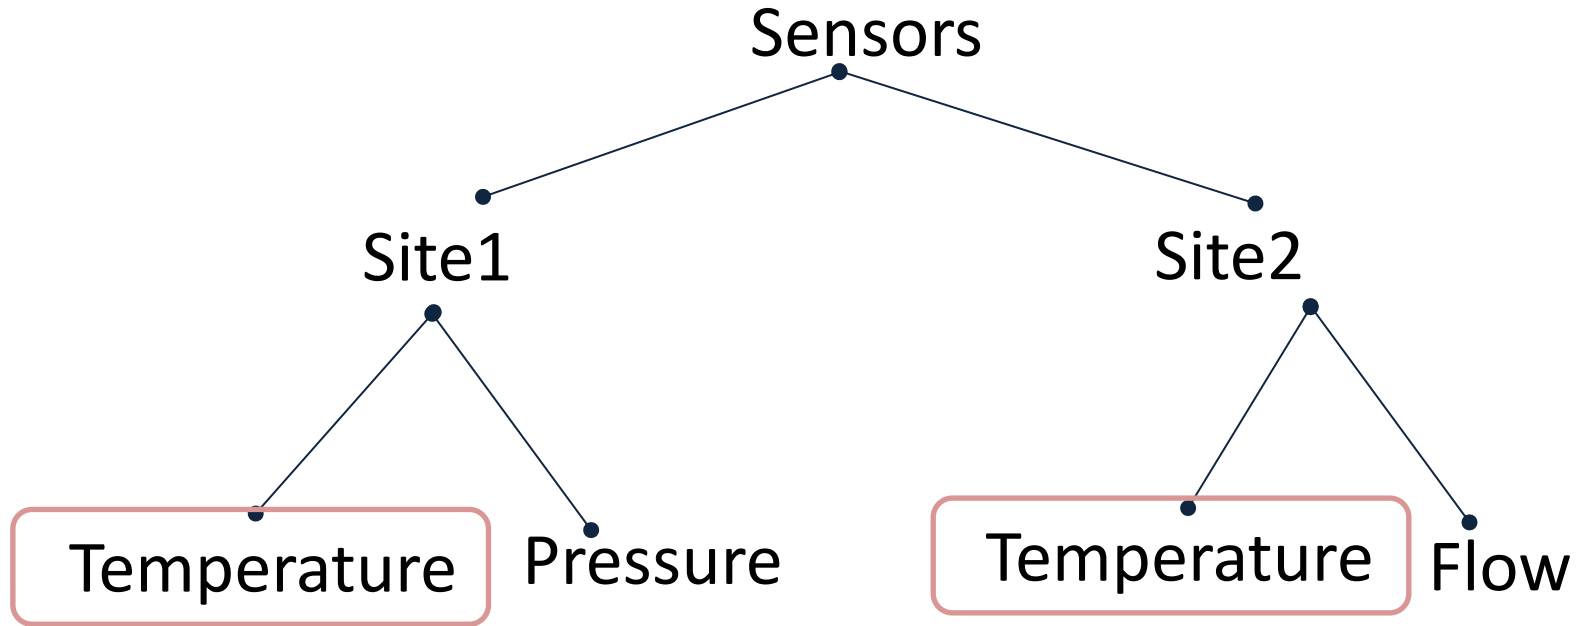 Sensors
Site1
Site2
Temperature
Pressure
Temperature
Flow